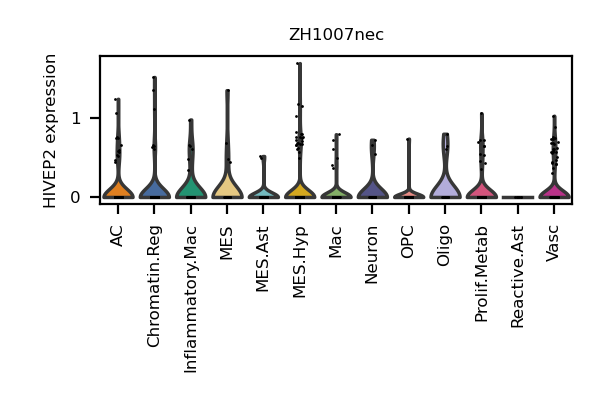 ZH1007nec
HIVEP2 expression
1
0
AC
Chromatin.Reg
Inflammatory.Mac
MES
MES.Ast
MES.Hyp
Mac
Neuron
OPC
Oligo
Prolif.Metab
Reactive.Ast
Vasc